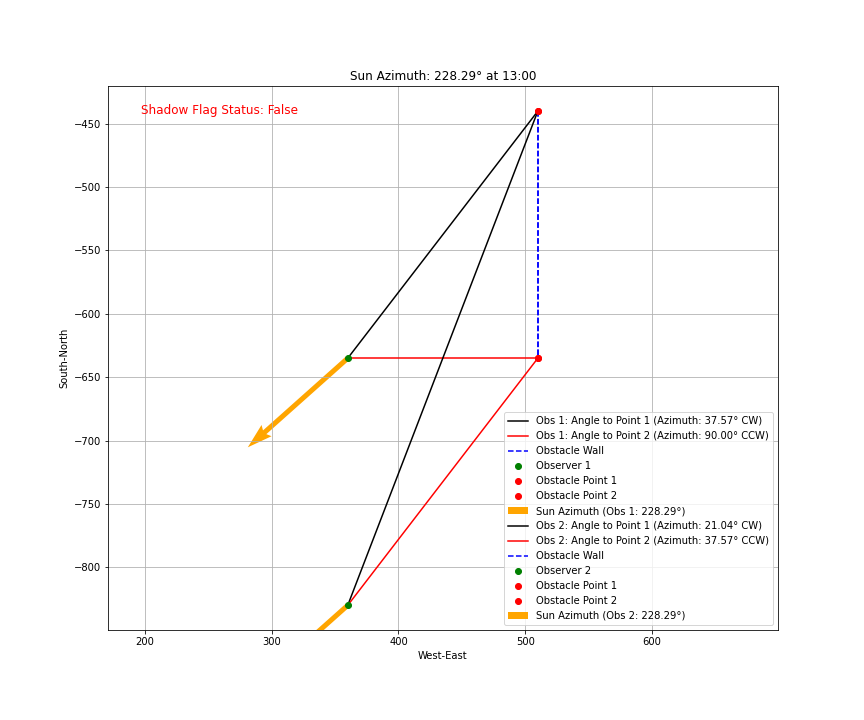 Sun Azimuth: 228.29° at 13:00
Shadow Flag Status: False
−450
−500
−550
−600
−650
−700
−750
−800
South-North
Obs 1: Angle to Point 1 (Azimuth: 37.57° CW)
Obs 1: Angle to Point 2 (Azimuth: 90.00° CCW)
Obstacle Wall
Observer 1
Obstacle Point 1
Obstacle Point 2
Sun Azimuth (Obs 1: 228.29°)
Obs 2: Angle to Point 1 (Azimuth: 21.04° CW)
Obs 2: Angle to Point 2 (Azimuth: 37.57° CCW)
Obstacle Wall
Observer 2
Obstacle Point 1
Obstacle Point 2
Sun Azimuth (Obs 2: 228.29°)
200 300 400 500 600
West-East